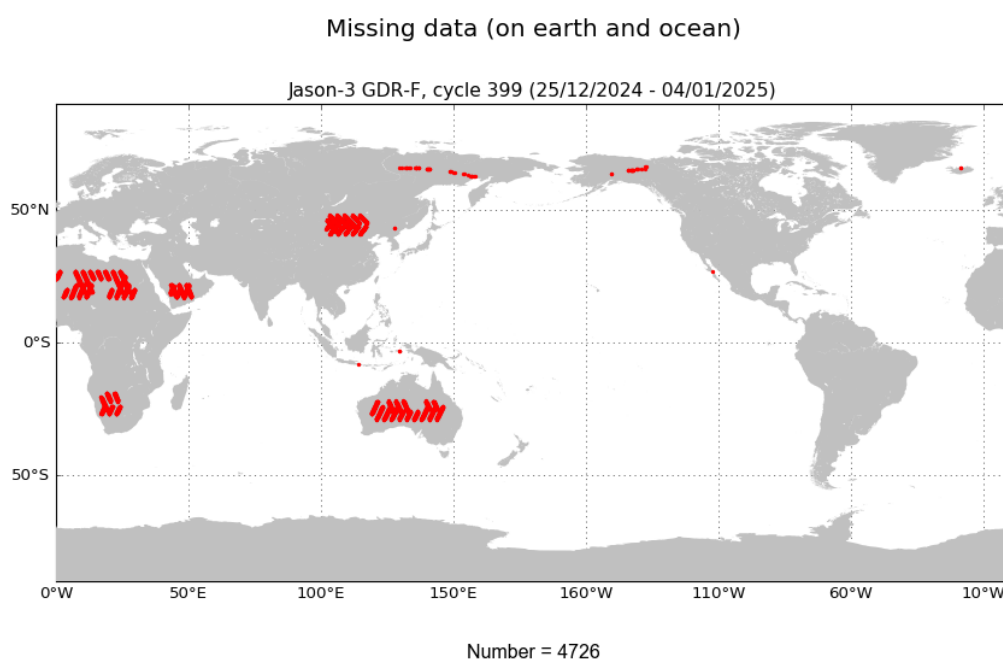 Missing data (on earth and ocean)
Jason-3 GDR-F, cycle 399 (25/12/2024 - 04/01/2025)
50°N
0°S
50°S
0°W 50°E 100°E 150°E 160°W 110°W 60°W 10°W
Number = 4726